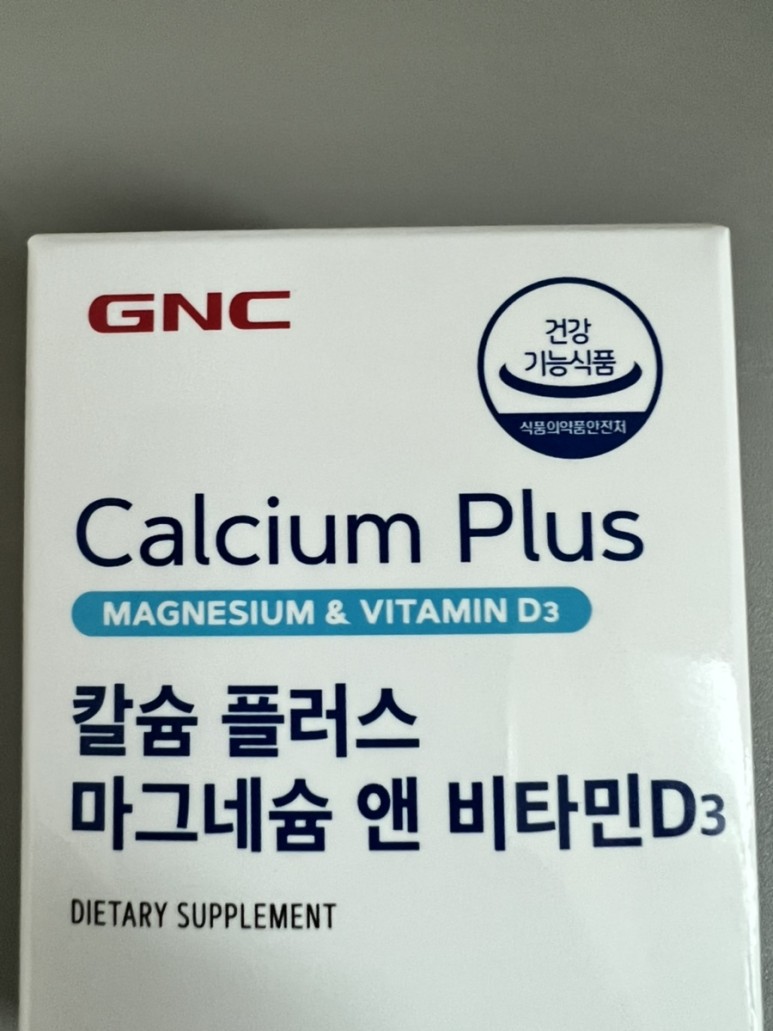 GNC
건강
기능식품
식품의약품안전처
Calcium Plus
MAGNESIUM & VITAMIN D3
칼슘 플러스
마그네슘 앤 비타민D3
DIETARY SUPPLEMENT